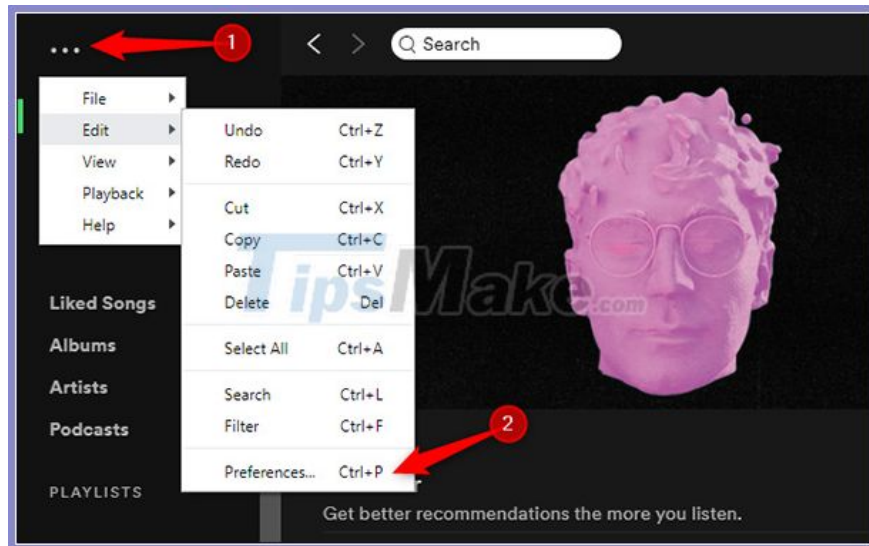 ...
1
Search
File
Edit
View
Playback
Help
Undo Ctrl+Z
Redo Ctrl+Y
Cut Ctrl+X
Copy Ctrl+C
Paste Ctrl+V
Delete Del
Select All Ctrl+A
Search Ctrl+L
Filter Ctrl+F
Preferences... Ctrl+P
2
TipsMake.com
Liked Songs
Albums
Artists
Podcasts
PLAYLISTS
Get better recommendations the more you listen.